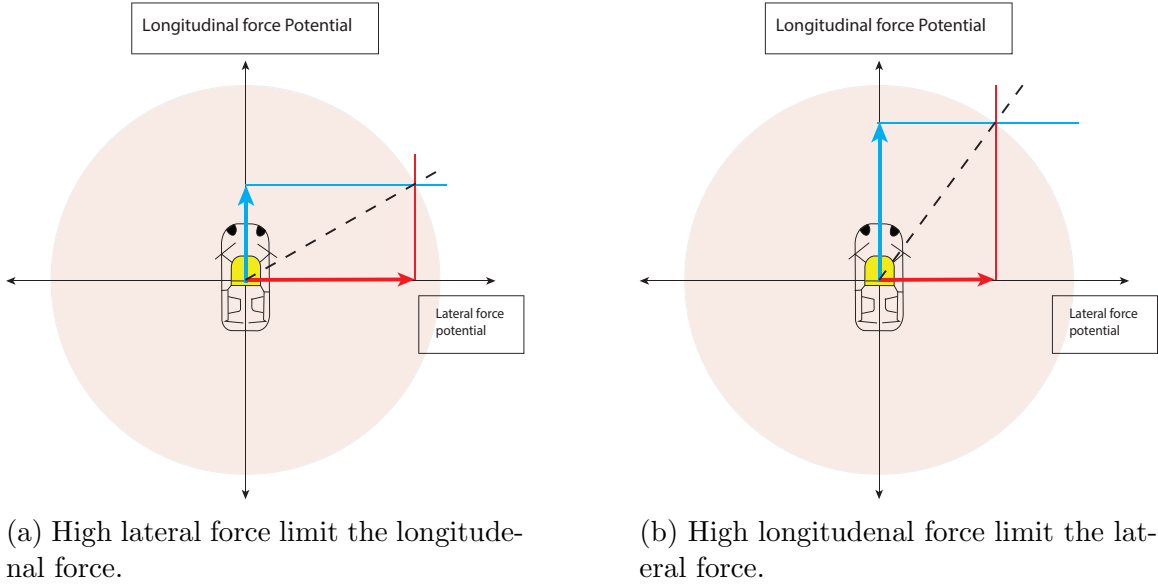 Longitudinal force Potential
Lateral force
potential
(a) High lateral force limit the longitude-
nal force.
Longitudinal force Potential
Lateral force
potential
(b) High longitudenal force limit the lat-
eral force.